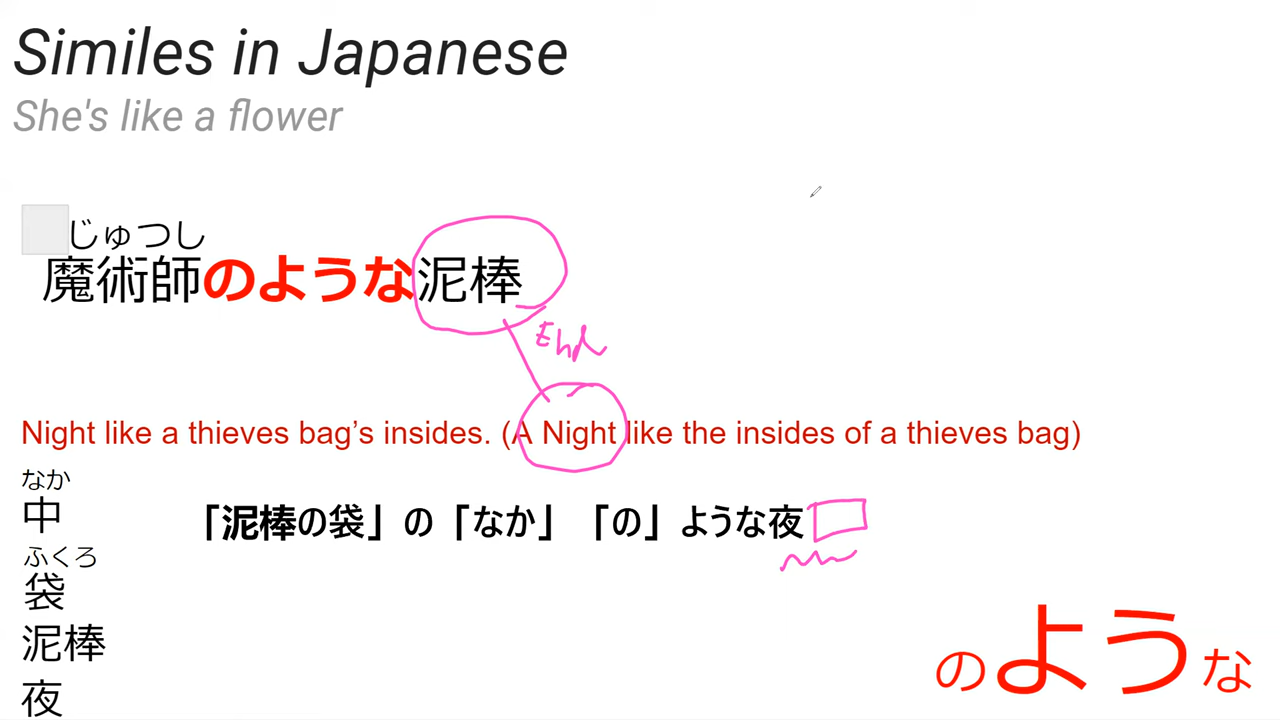 Similes in Japanese
She's like a flower
じゅつし
魔術師のような泥棒
End
Night like a thieves bag's insides. (A Night like the insides of a thieves bag)
なか
中
「泥棒の袋」の「なか」「の」ような夜
ふくろ
袋
泥棒
夜
のような